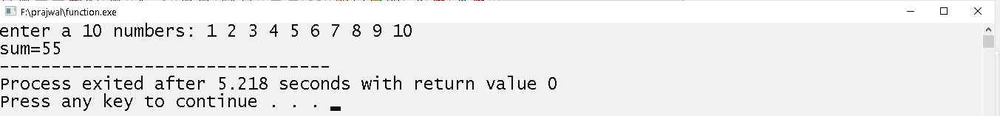 F:\prajwal\function.exe
enter a 10 numbers: 1 2 3 4 5 6 7 8 9 10
sum=55
--------------------------------
Process exited after 5.218 seconds with return value 0
Press any key to continue . . .